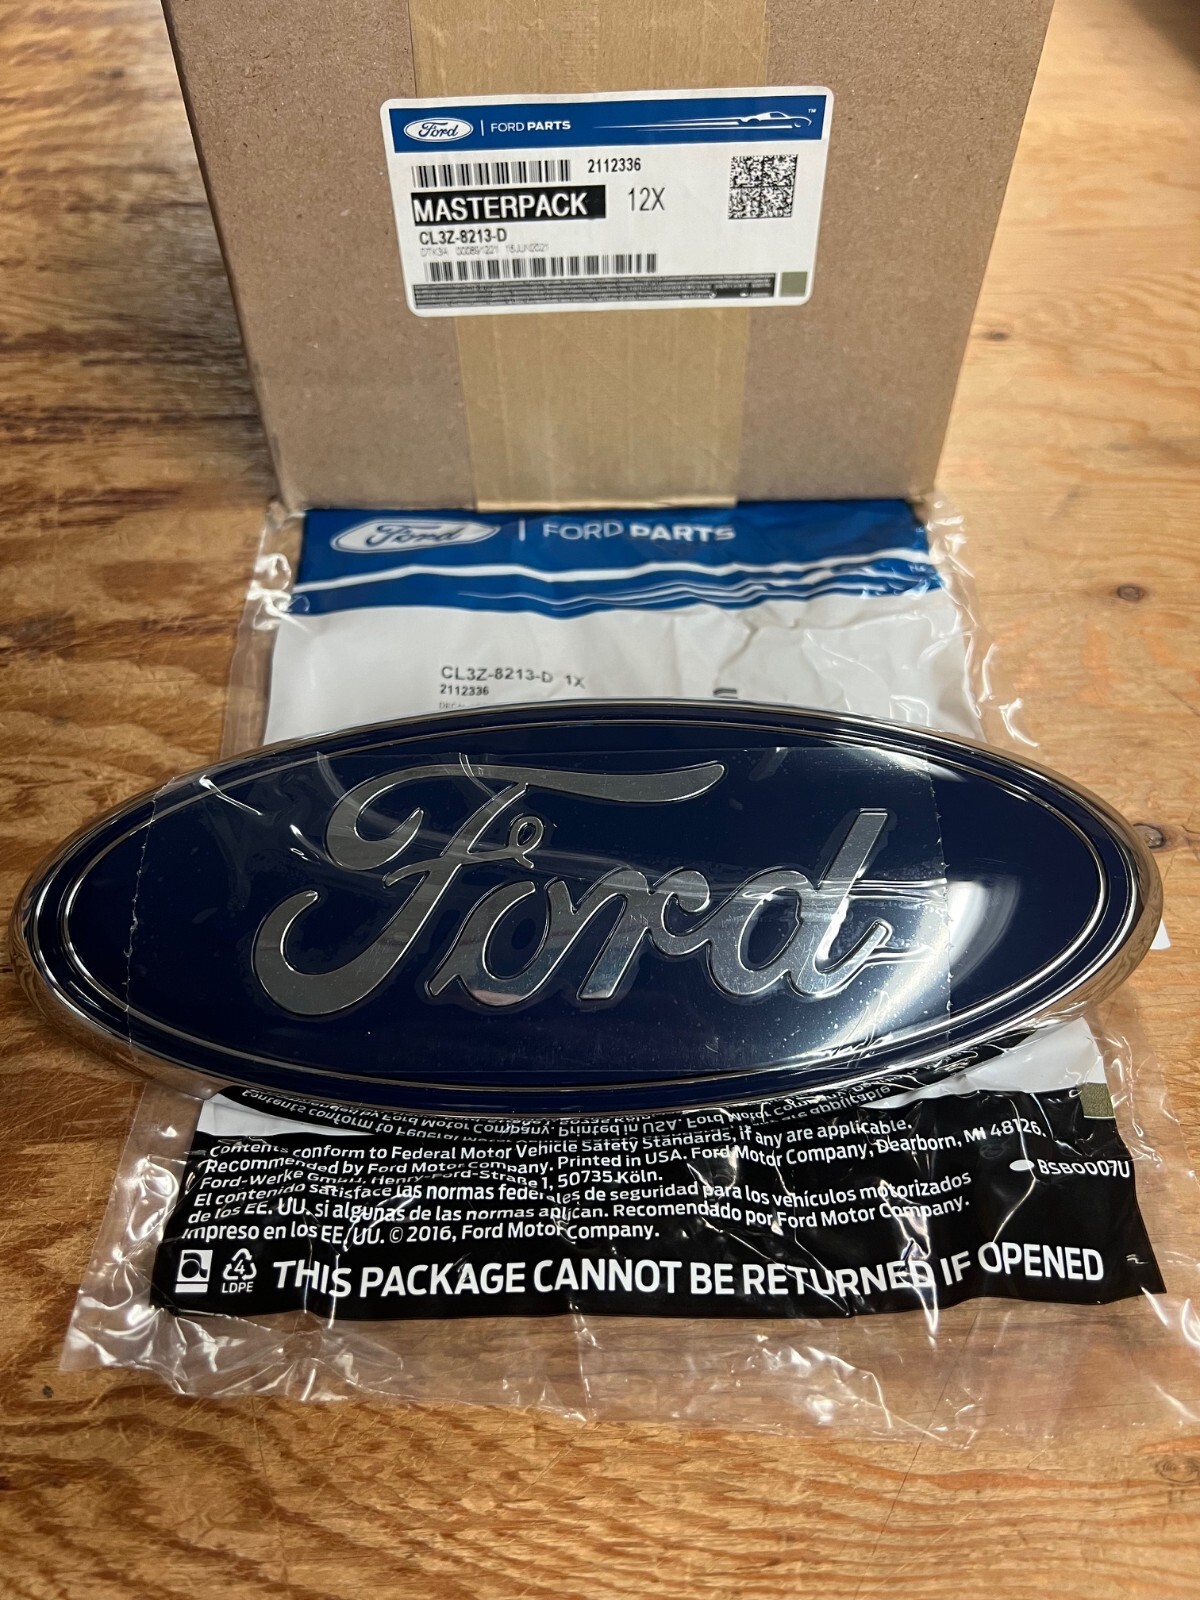 Ford | FORD PARTS ™
2112336
MASTERPACK 12X
CL3Z-8213-D
Ford | FORD PARTS
CL3Z-8213-D 1X
2112336
Ford
Contents conform to Federal Motor Vehicle Safety Standards, if any are applicable.
Recommended by Ford Motor Company. Printed in USA. Ford Motor Company, Dearborn, MI 48126.
Ford-Werke GmbH, Henry-Ford-Straße 1, 50735 Köln.
BSB0007U
El contenido satisface las normas federales de seguridad para los vehículos motorizados
de los EE. UU. si algunas de las normas aplican. Recomendado por Ford Motor Company.
Impreso en los EE. UU. © 2016, Ford Motor Company.
4
LDPE
THIS PACKAGE CANNOT BE RETURNED IF OPENED